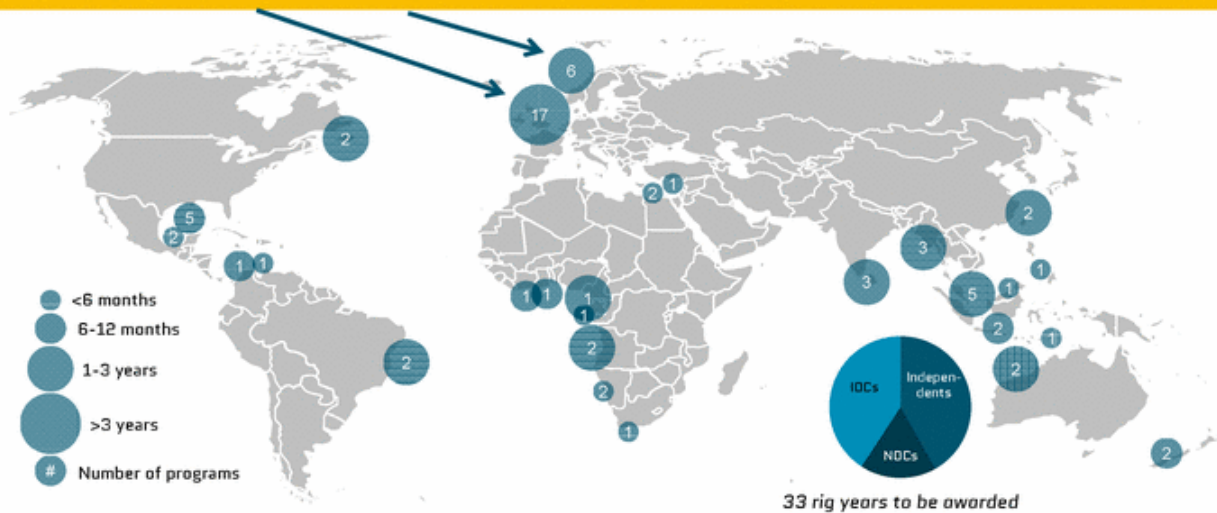 6
17
2
1
2
5
2
2
3
1
1
3
1
5
1
1
1
1
1
2
2
1
2
2
2
2
1
2
<6 months
6-12 months
1-3 years
>3 years
# Number of programs
IOCs
Indepen-
dents
NOCs
33 rig years to be awarded